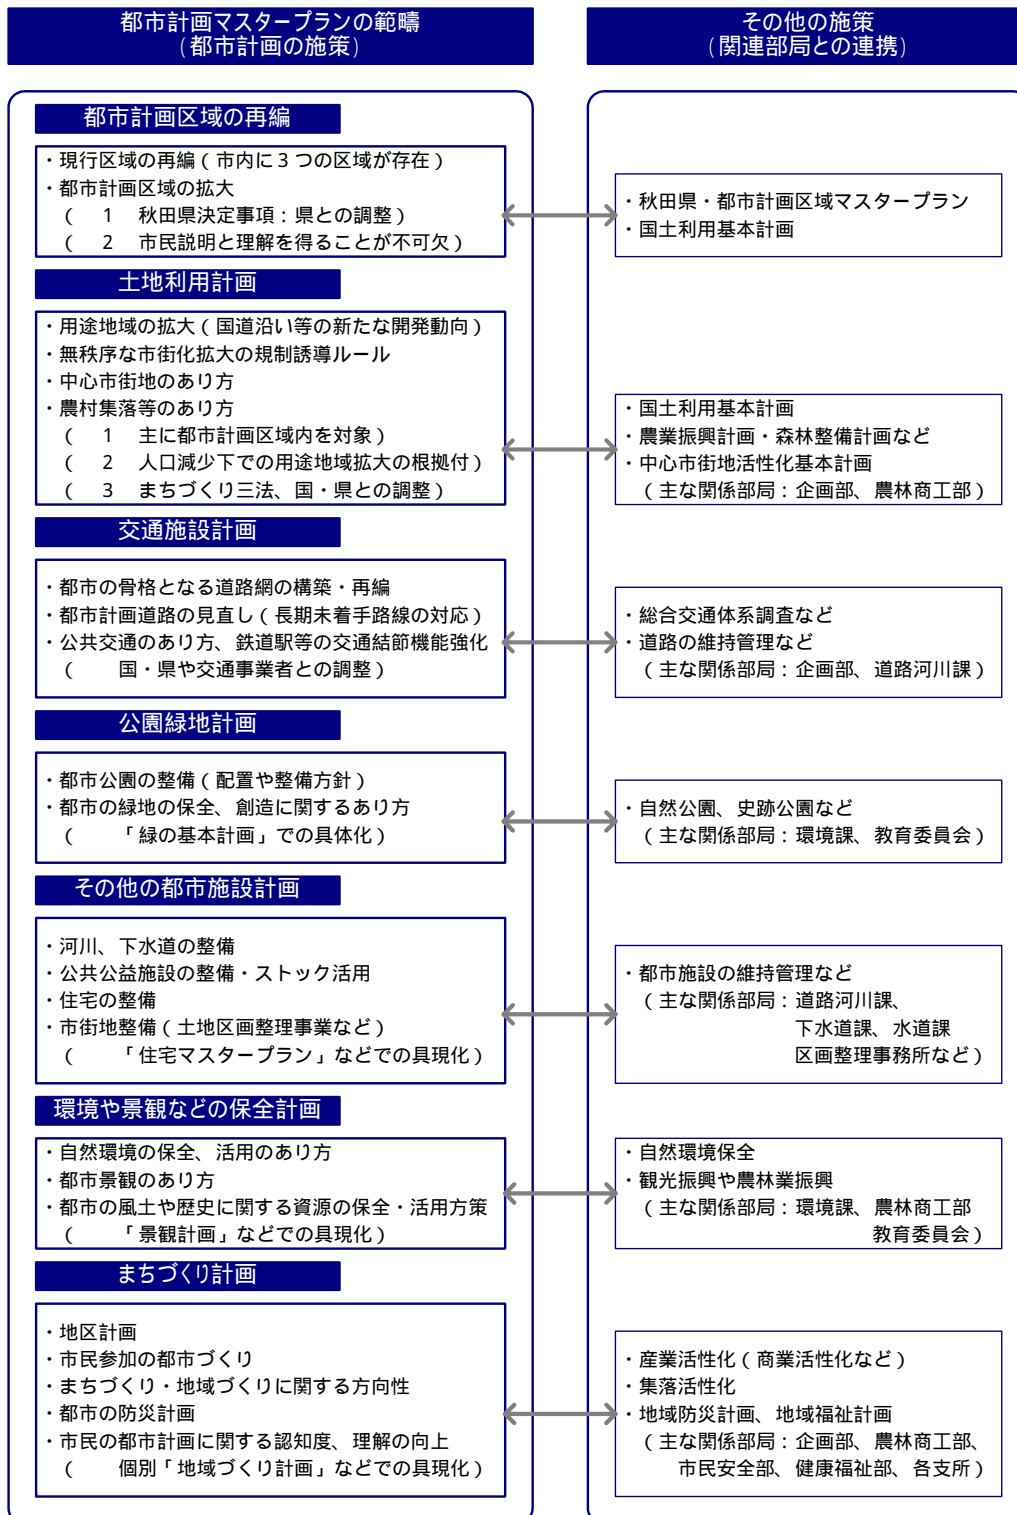 都市計画マスタープランの範疇
(都市計画の施策)
その他の施策
(関連部局との連携)
都市計画区域の再編
・現行区域の再編(市内に3つの区域が存在)
・都市計画区域の拡大
( 1 秋田県決定事項:県との調整)
( 2 市民説明と理解を得ることが不可欠)
・秋田県・都市計画区域マスタープラン
・国土利用基本計画
土地利用計画
・用途地域の拡大(国道沿い等の新たな開発動向)
・無秩序な市街化拡大の規制誘導ルール
・中心市街地のあり方
・農村集落等のあり方
( 1 主に都市計画区域内を対象)
( 2 人口減少下での用途地域拡大の根拠付)
( 3 まちづくり三法、国・県との調整)
・国土利用基本計画
・農業振興計画・森林整備計画など
・中心市街地活性化基本計画
(主な関係部局:企画部、農林商工部)
交通施設計画
・都市の骨格となる道路網の構築・再編
・都市計画道路の見直し(長期未着手路線の対応)
・公共交通のあり方、鉄道駅等の交通結節機能強化
( 国・県や交通事業者との調整)
・総合交通体系調査など
・道路の維持管理など
(主な関係部局:企画部、道路河川課)
公園緑地計画
・都市公園の整備(配置や整備方針)
・都市の緑地の保全、創造に関するあり方
( 「緑の基本計画」での具体化)
・自然公園、史跡公園など
(主な関係部局:環境課、教育委員会)
その他の都市施設計画
・河川、下水道の整備
・公共公益施設の整備・ストック活用
・住宅の整備
・市街地整備(土地区画整理事業など)
( 「住宅マスタープラン」などでの具現化)
・都市施設の維持管理など
(主な関係部局:道路河川課、
下水道課、水道課
区画整理事務所など)
環境や景観などの保全計画
・自然環境の保全、活用のあり方
・都市景観のあり方
・都市の風土や歴史に関する資源の保全・活用方策
( 「景観計画」などでの具現化)
・自然環境保全
・観光振興や農林業振興
(主な関係部局:環境課、農林商工部
教育委員会)
まちづくり計画
・地区計画
・市民参加の都市づくり
・まちづくり・地域づくりに関する方向性
・都市の防災計画
・市民の都市計画に関する認知度、理解の向上
( 個別「地域づくり計画」などでの具現化)
・産業活性化(商業活性化など)
・集落活性化
・地域防災計画、地域福祉計画
(主な関係部局:企画部、農林商工部、
市民安全部、健康福祉部、各支所)